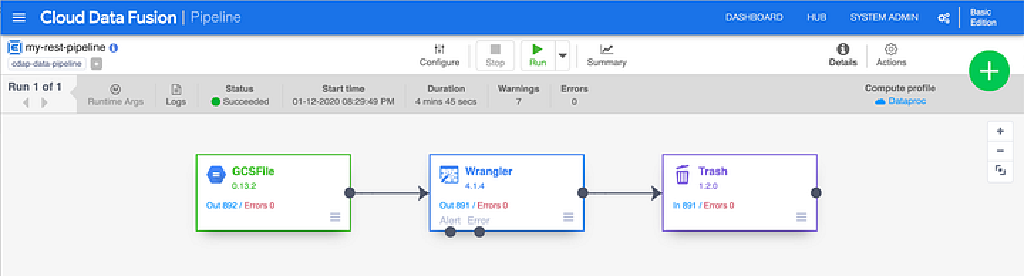 Cloud Data Fusion | Pipeline
DASHBOARD
HUB
SYSTEM ADMIN
Basic
Edition
my-rest-pipeline
cdap-data-pipeline
Configure
Stop
Run
Summary
Details
Actions
Run 1 of 1
Runtime Args
Logs
Status
Succeeded
Start time
01-12-2020 08:29:49 PM
Duration
4 mins 45 secs
Warnings
7
Errors
0
Compute profile
Dataproc
GCSFile
0.13.2
Out 892 / Errors 0
Wrangler
4.1.4
Out 891 / Errors 0
Alert Error
Trash
1.2.0
In 891 / Errors 0